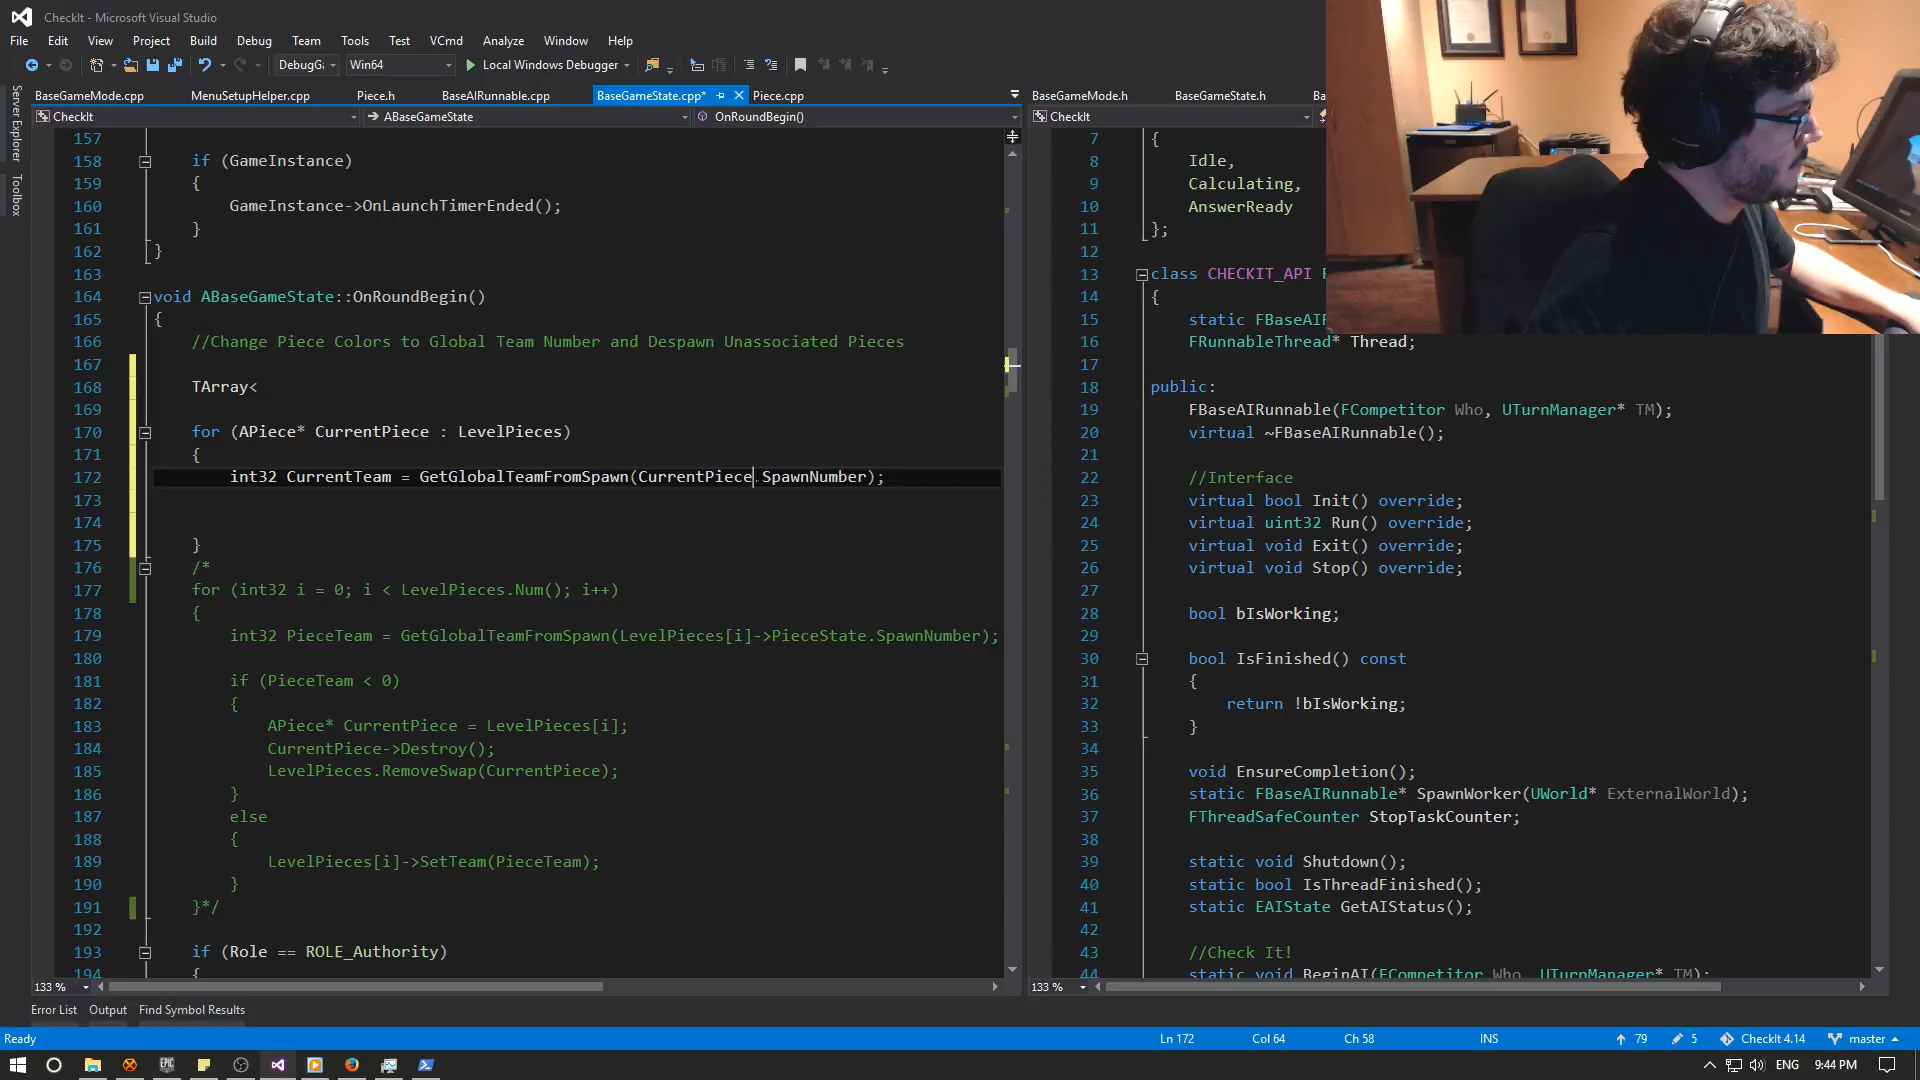 CheckIt - Microsoft Visual Studio
File Edit View Project Build Debug Team Tools Test VCmd Analyze Window Help
Win64 Local Windows Debugger
Server Explorer
Toolbox
BaseGameMode.cpp MenuSetupHelper.cpp Piece.h BaseAIRunnable.cpp BaseGameState.cpp* Piece.cpp
CheckIt ABaseGameState OnRoundBegin()
157
158 if (GameInstance)
159 {
160 GameInstance->OnLaunchTimerEnded();
161 }
162 }
163
164 void ABaseGameState::OnRoundBegin()
165 {
166 //Change Piece Colors to Global Team Number and Despawn Unassociated Pieces
167
168 TArray<
169
170 for (APiece* CurrentPiece : LevelPieces)
171 {
172 int32 CurrentTeam = GetGlobalTeamFromSpawn(CurrentPiece.SpawnNumber);
173
174
175 }
176 /*
177 for (int32 i = 0; i < LevelPieces.Num(); i++)
178 {
179 int32 PieceTeam = GetGlobalTeamFromSpawn(LevelPieces[i]->PieceState.SpawnNumber);
180
181 if (PieceTeam < 0)
182 {
183 APiece* CurrentPiece = LevelPieces[i];
184 CurrentPiece->Destroy();
185 LevelPieces.RemoveSwap(CurrentPiece);
186 }
187 else
188 {
189 LevelPieces[i]->SetTeam(PieceTeam);
190 }
191 }*/
192
193 if (Role == ROLE_Authority)
194 {
133 %
BaseGameMode.h BaseGameState.h
CheckIt
7 {
8 Idle,
9 Calculating,
10 AnswerReady
11 };
12
13 class CHECKIT_API
14 {
15 static FBaseAIR
16 FRunnableThread* Thread;
17
18 public:
19 FBaseAIRunnable(FCompetitor Who, UTurnManager* TM);
20 virtual ~FBaseAIRunnable();
21
22 //Interface
23 virtual bool Init() override;
24 virtual uint32 Run() override;
25 virtual void Exit() override;
26 virtual void Stop() override;
27
28 bool bIsWorking;
29
30 bool IsFinished() const
31 {
32 return !bIsWorking;
33 }
34
35 void EnsureCompletion();
36 static FBaseAIRunnable* SpawnWorker(UWorld* ExternalWorld);
37 FThreadSafeCounter StopTaskCounter;
38
39 static void Shutdown();
40 static bool IsThreadFinished();
41 static EAIState GetAIStatus();
42
43 //Check It!
44 static void BeginAI(FCompetitor Who, UTurnManager* TM);
133 %
Error List Output Find Symbol Results
Ready Ln 172 Col 64 Ch 58 INS 79 5 CheckIt 4.14 master
EPIC ENG 9:44 PM